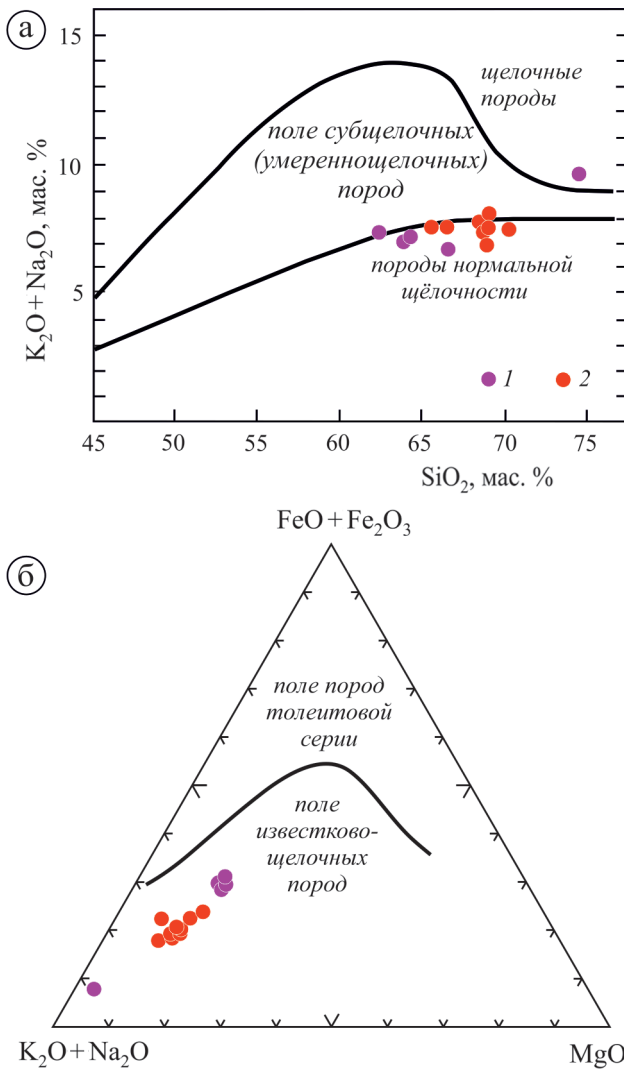 а
15
10
5
K₂O + Na₂O, мас. %
щелочные
породы
поле субщелочных
(умереннощелочных)
пород
породы нормальной
щёлочности
1
2
45
50
55
60
65
70
75
SiO₂, мас. %
FeO + Fe₂O₃
б
поле пород
толеитовой
серии
поле
известково-
щелочных
пород
K₂O + Na₂O
MgO